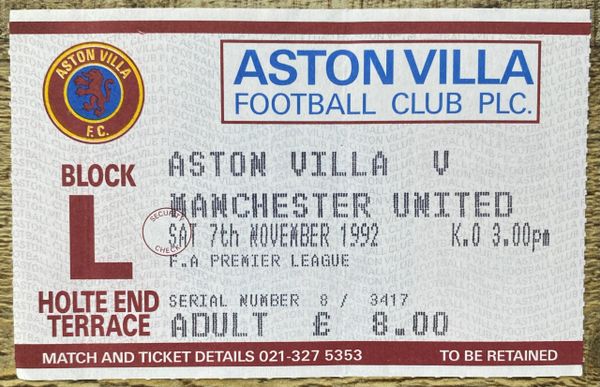 ASTON VILLA
F.C.
ASTON VILLA
FOOTBALL CLUB PLC.
BLOCK
L
HOLTE END
TERRACE
ASTON VILLA V
MANCHESTER UNITED
SECURITY
CHECK
SAT 7th NOVEMBER 1992 K.O 3.00pm
F.A PREMIER LEAGUE
SERIAL NUMBER 8 / 3417
ADULT £ 8.00
MATCH AND TICKET DETAILS 021-327 5353
TO BE RETAINED